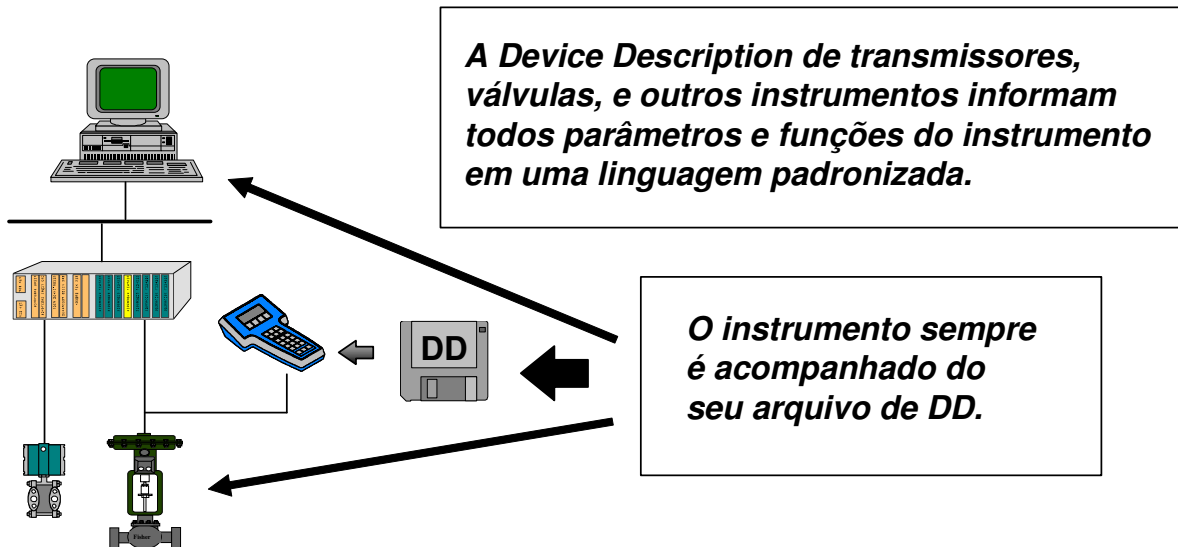 A Device Description de transmissores,
válvulas, e outros instrumentos informam
todos parâmetros e funções do instrumento
em uma linguagem padronizada.
DD
O instrumento sempre
é acompanhado do
seu arquivo de DD.
Fisher